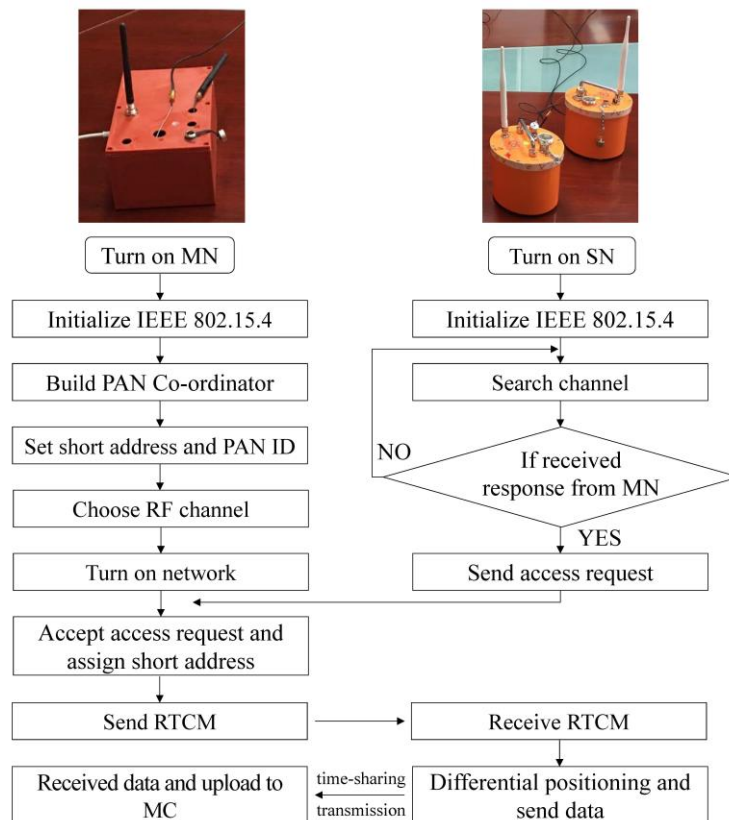 Turn on MN
Initialize IEEE 802.15.4
Build PAN Co-ordinator
Set short address and PAN ID
Choose RF channel
Turn on network
Accept access request and
assign short address
Send RTCM
Received data and upload to
MC
Turn on SN
Initialize IEEE 802.15.4
Search channel
NO
If received
response from MN
YES
Send access request
Receive RTCM
Differential positioning and
send data
time-sharing
transmission